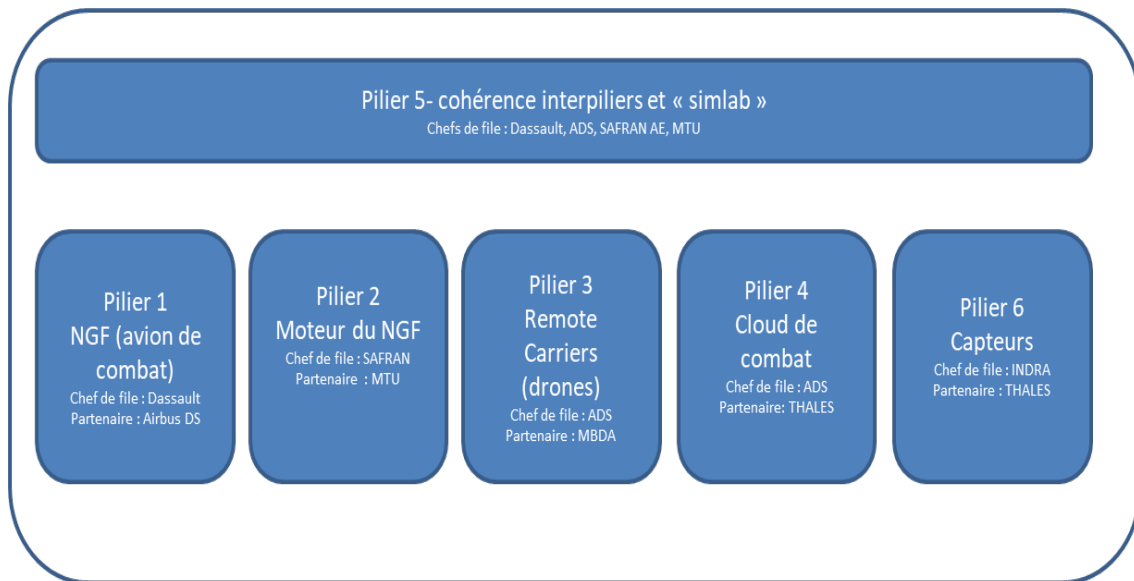 Pilier 5- cohérence interpiliers et « simlab »
Chefs de file : Dassault, ADS, SAFRAN AE, MTU
Pilier 1
NGF (avion de
combat)
Chef de file : Dassault
Partenaire : Airbus DS
Pilier 2
Moteur du NGF
Chef de file : SAFRAN
Partenaire : MTU
Pilier 3
Remote
Carriers
(drones)
Chef de file : ADS
Partenaire : MBDA
Pilier 4
Cloud de
combat
Chef de file : ADS
Partenaire: THALES
Pilier 6
Capteurs
Chef de file : INDRA
Partenaire : THALES